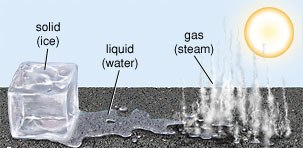 solid
(ice)
liquid
(water)
gas
(steam)